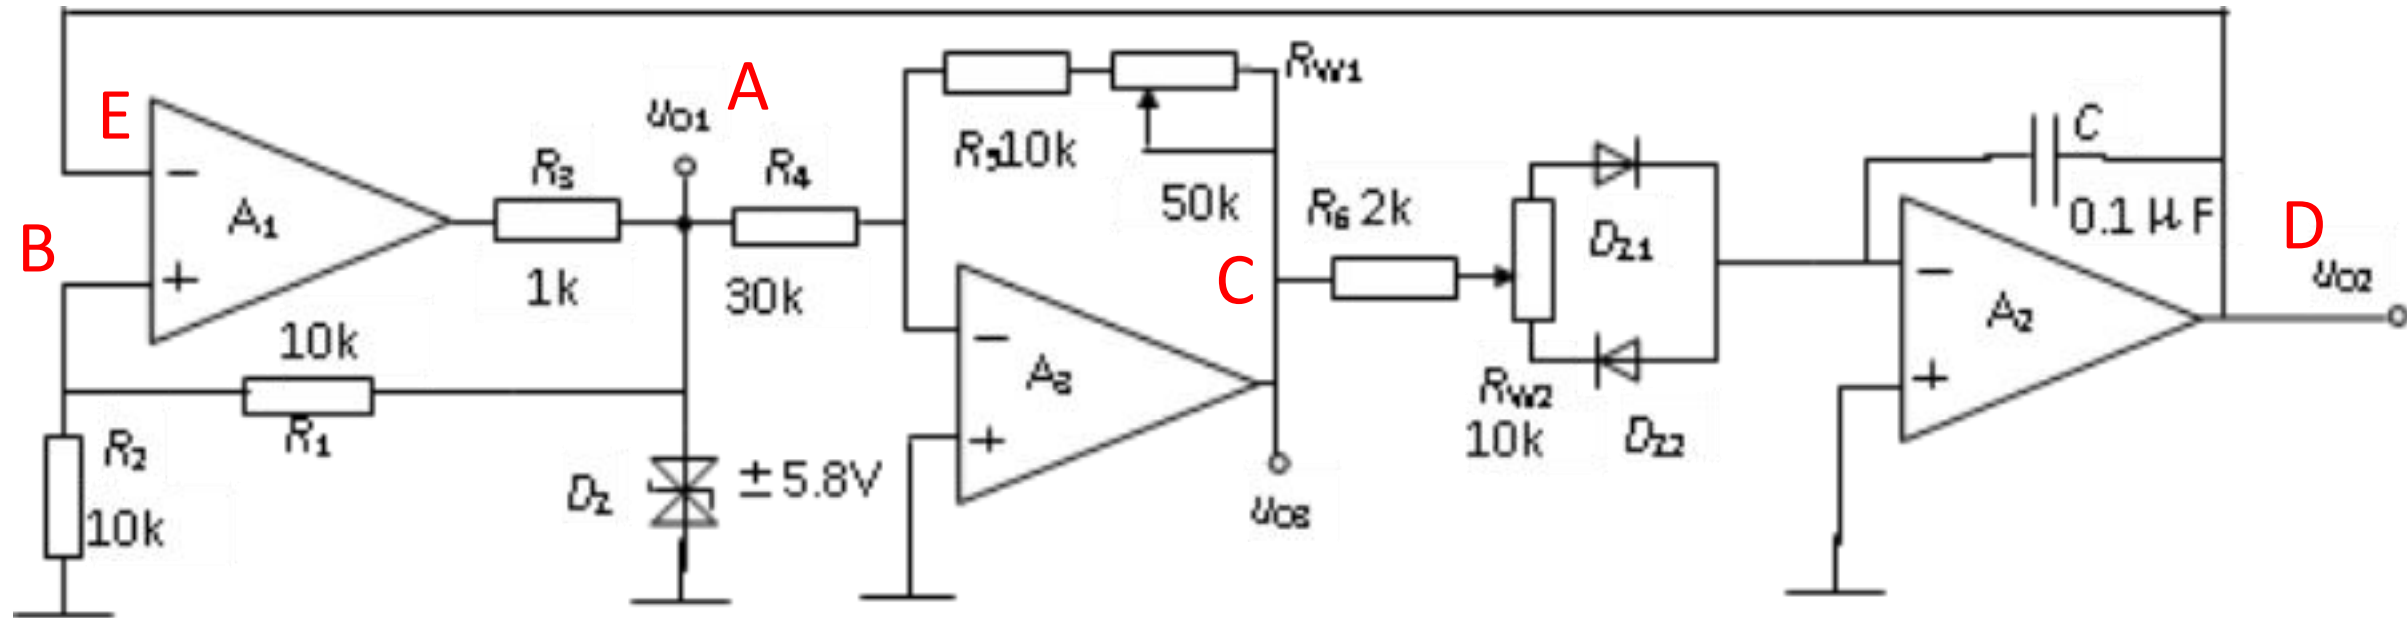 E
B
A
C
D
−
+
A1
R3
1k
uO1
R4
30k
R5 10k
RW1
50k
10k
R1
R2
10k
DZ
±5.8V
−
+
A3
uO3
R6 2k
RW2
10k
DZ1
DZ2
C
0.1 μF
−
+
A2
uO2